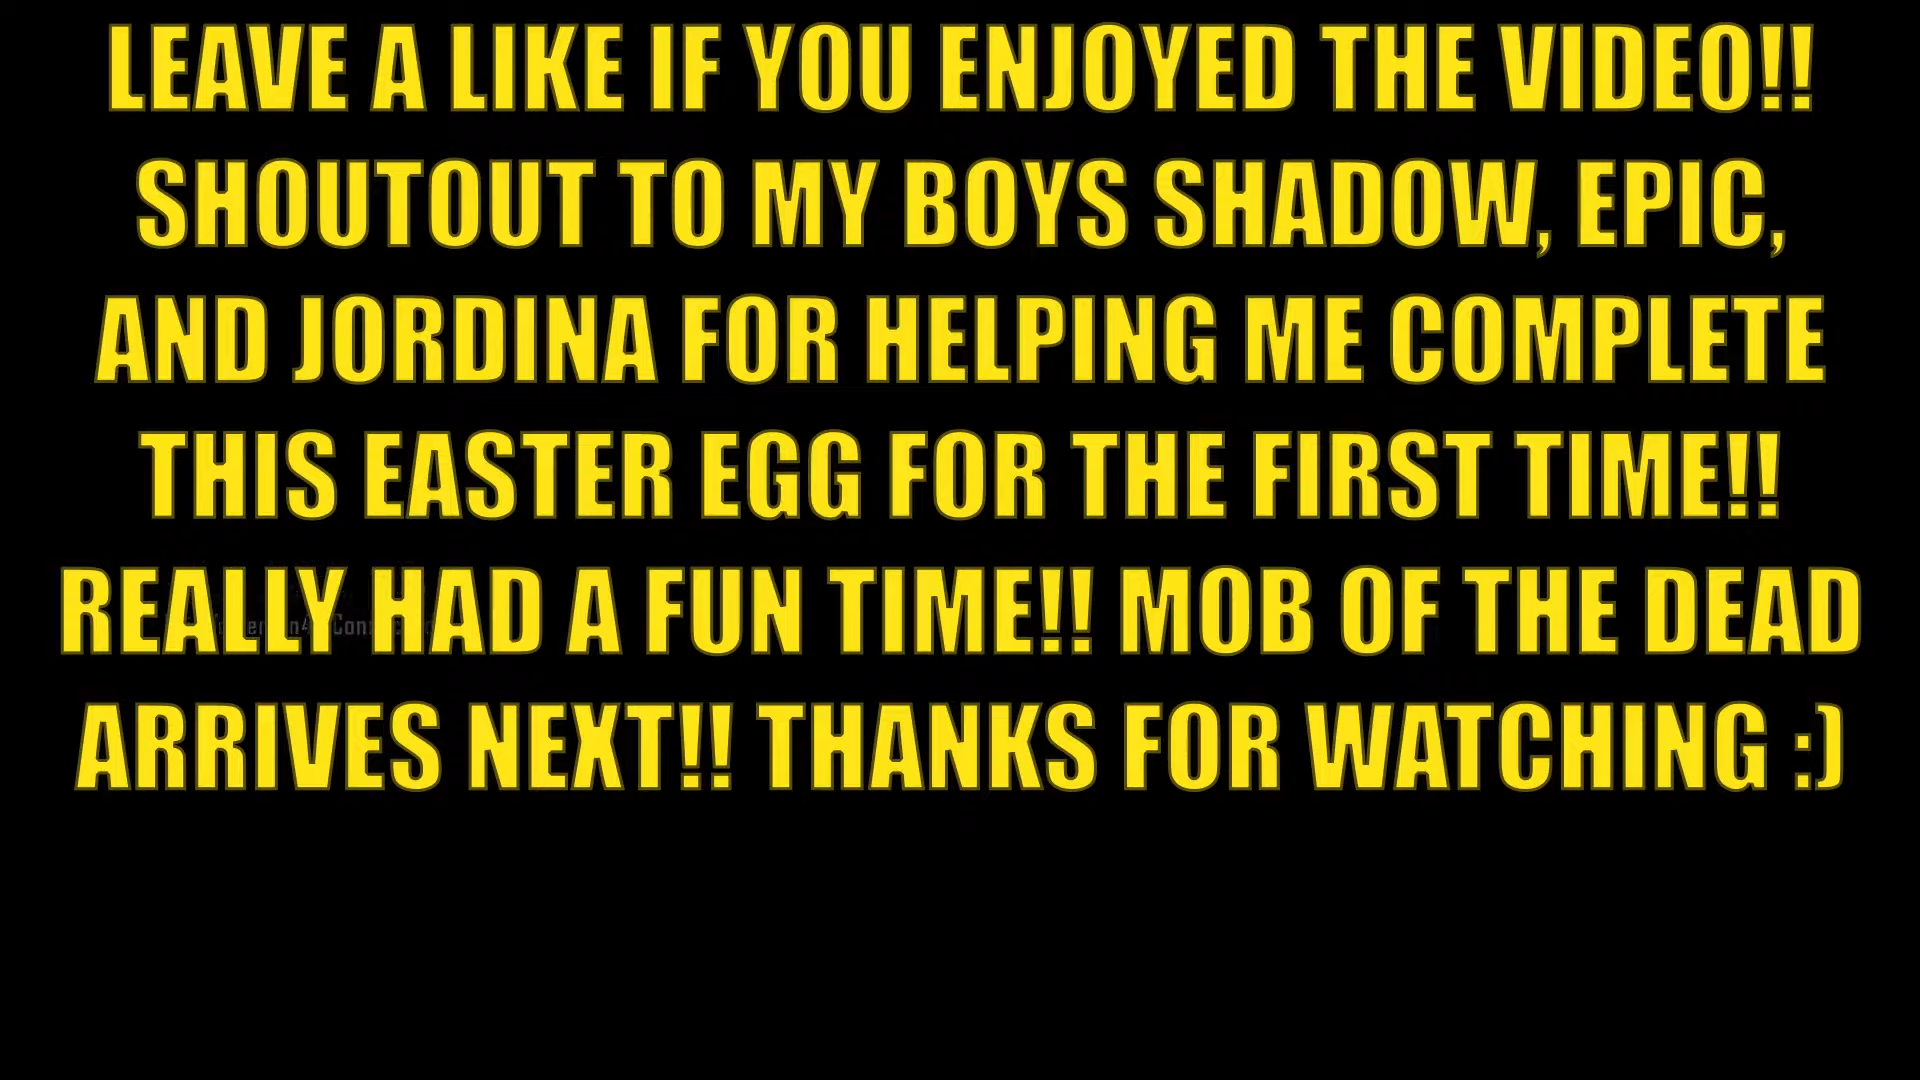 LEAVE A LIKE IF YOU ENJOYED THE VIDEO!!
SHOUTOUT TO MY BOYS SHADOW, EPIC,
AND JORDINA FOR HELPING ME COMPLETE
THIS EASTER EGG FOR THE FIRST TIME!!
REALLY HAD A FUN TIME!! MOB OF THE DEAD
ARRIVES NEXT!! THANKS FOR WATCHING :)